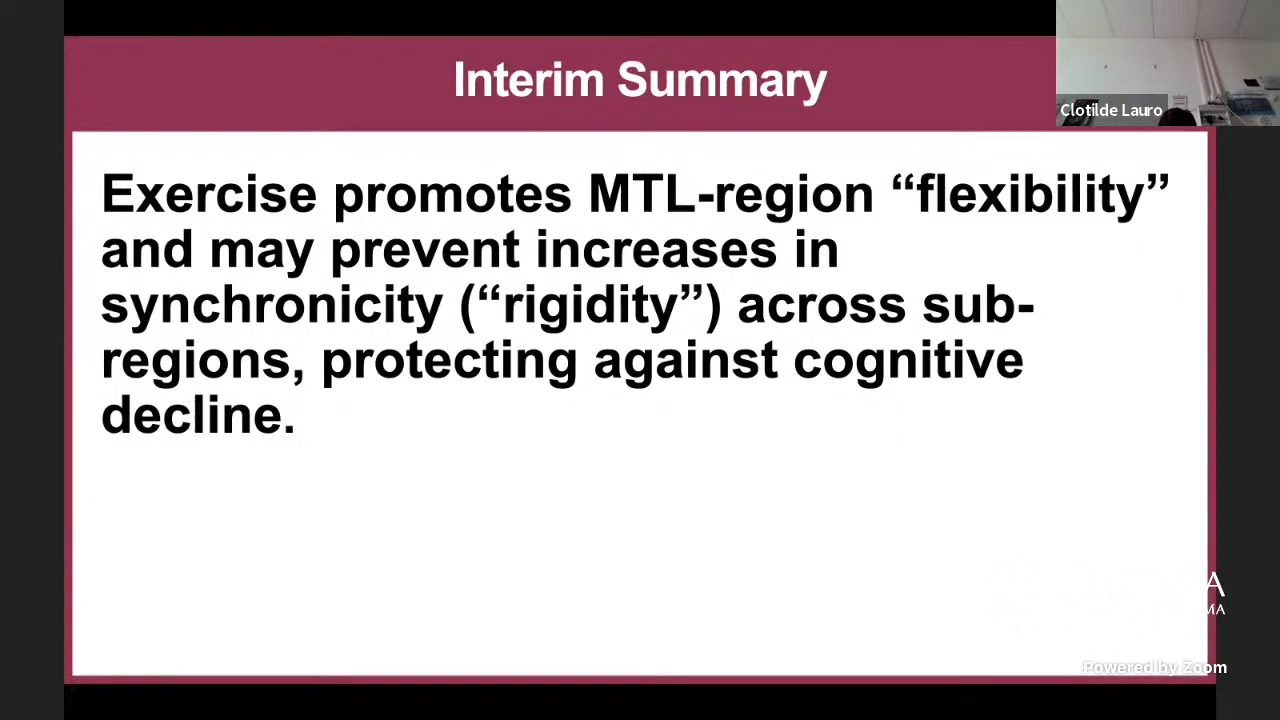 Interim Summary
Clotilde Lauro
Exercise promotes MTL-region “flexibility”
and may prevent increases in
synchronicity (“rigidity”) across sub-
regions, protecting against cognitive
decline.
Powered by Zoom